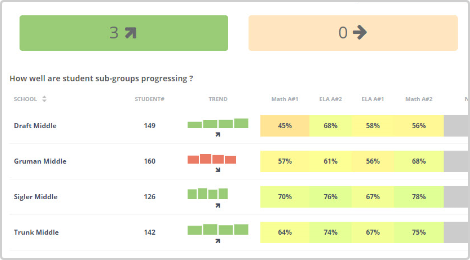 3
0
How well are student sub-groups progressing ?
SCHOOL STUDENT# TREND Math A#1 ELA A#2 ELA A#1 Math A#2
Draft Middle 149 45% 68% 58% 56%
Gruman Middle 160 57% 61% 56% 68%
Sigler Middle 126 70% 76% 67% 78%
Trunk Middle 142 64% 74% 67% 75%